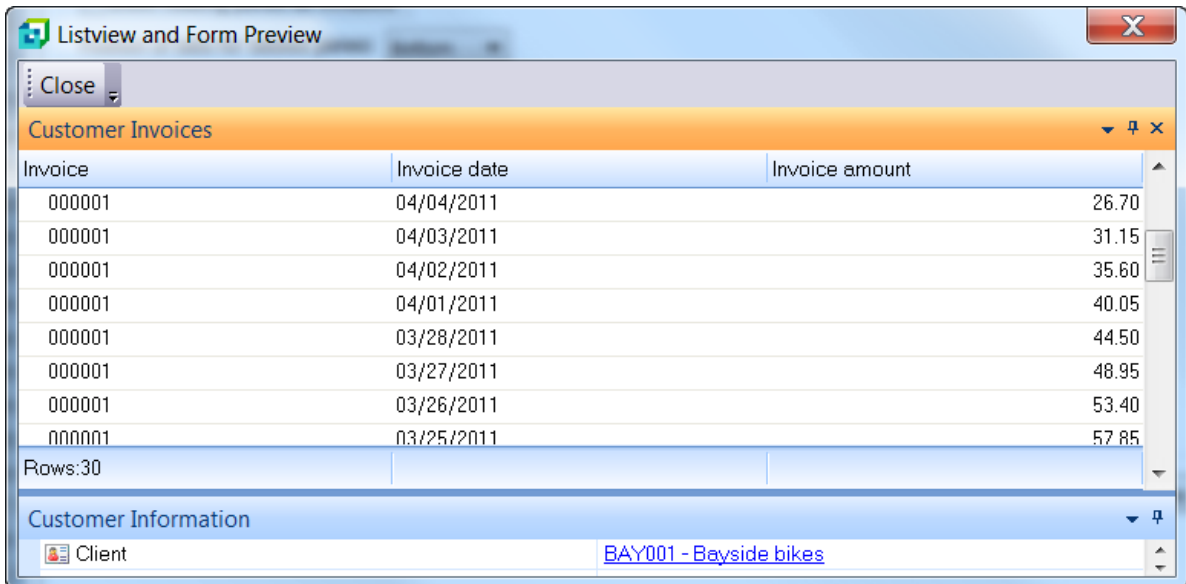 Listview and Form Preview
Close
Customer Invoices
Invoice Invoice date Invoice amount
000001 04/04/2011 26.70
000001 04/03/2011 31.15
000001 04/02/2011 35.60
000001 04/01/2011 40.05
000001 03/28/2011 44.50
000001 03/27/2011 48.95
000001 03/26/2011 53.40
000001 03/25/2011 57.85
Rows:30
Customer Information
Client BAY001 - Bayside bikes